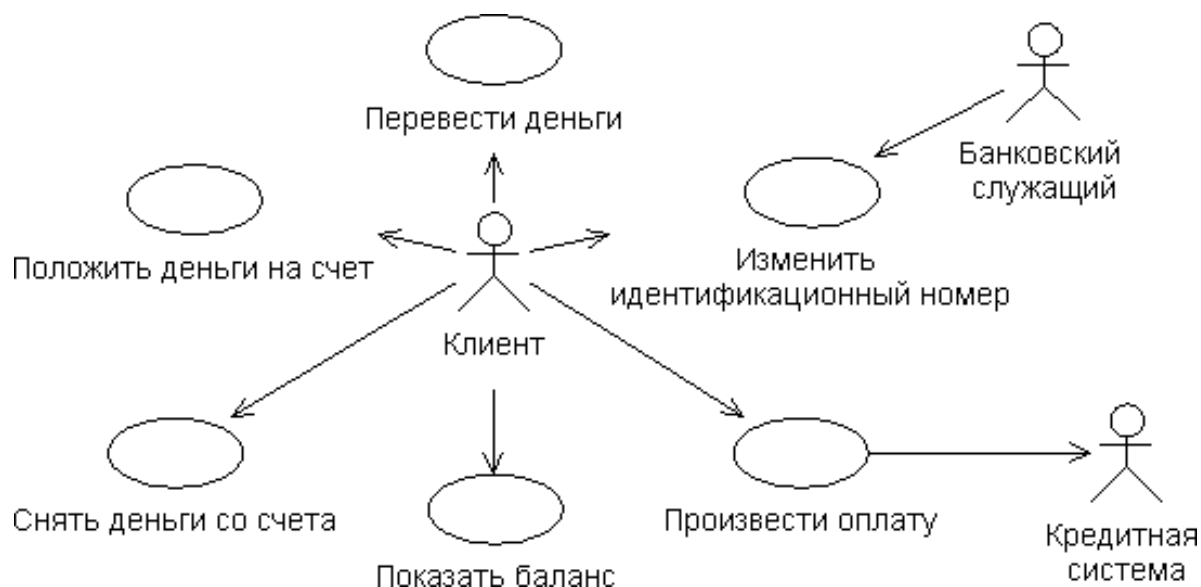 Перевести деньги
Банковский
служащий
Положить деньги на счет
Изменить
идентификационный номер
Клиент
Снять деньги со счета
Показать баланс
Произвести оплату
Кредитная
система